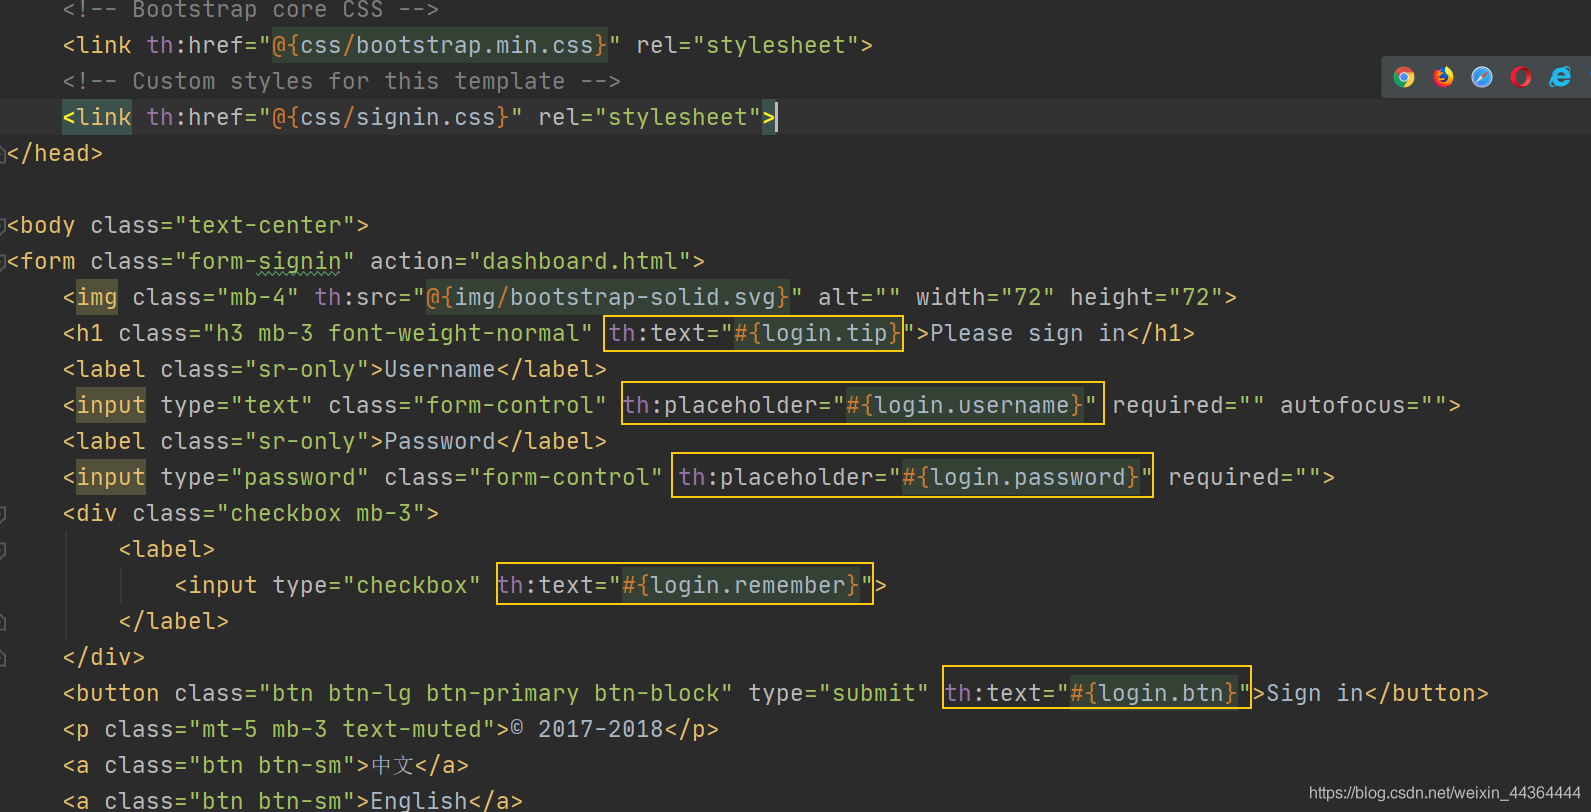 <!-- Bootstrap core CSS -->
<link th:href="@{css/bootstrap.min.css}" rel="stylesheet">
<!-- Custom styles for this template -->
<link th:href="@{css/signin.css}" rel="stylesheet">
</head>
<body class="text-center">
<form class="form-signin" action="dashboard.html">
<img class="mb-4" th:src="@{img/bootstrap-solid.svg}" alt="" width="72" height="72">
<h1 class="h3 mb-3 font-weight-normal" th:text="#{login.tip}">Please sign in</h1>
<label class="sr-only">Username</label>
<input type="text" class="form-control" th:placeholder="#{login.username}" required="" autofocus="">
<label class="sr-only">Password</label>
<input type="password" class="form-control" th:placeholder="#{login.password}" required="">
<div class="checkbox mb-3">
<label>
<input type="checkbox" th:text="#{login.remember}">
</label>
</div>
<button class="btn btn-lg btn-primary btn-block" type="submit" th:text="#{login.btn}">Sign in</button>
<p class="mt-5 mb-3 text-muted">© 2017-2018</p>
<a class="btn btn-sm">中文</a>
<a class="btn btn-sm">English</a>
https://blog.csdn.net/weixin_44364444